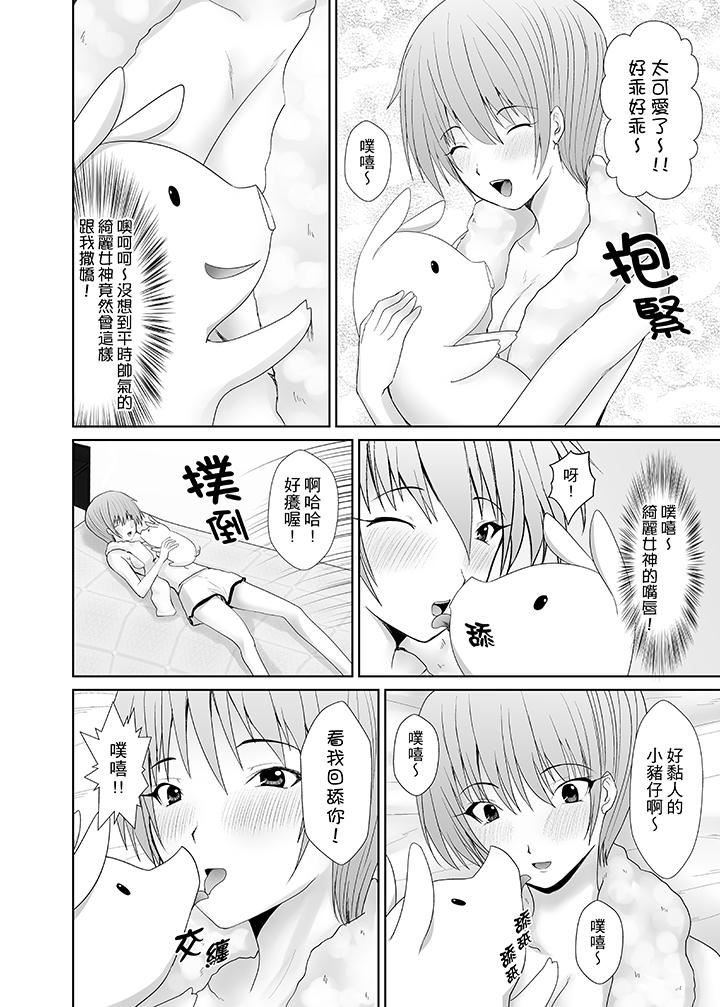 太可愛了～!!
好乖好乖～
抱緊
噗嘻～
噢呵呵～沒想到平時帥氣的
綺麗女神竟然會這樣
跟我撒嬌！
噗嘻～
綺麗女神的嘴唇！
呀！
舔
啊哈哈！
好癢喔！
撲倒
好黏人的
小豬仔啊～
噗嘻～
噗嘻～
舔舔
舔舔
看我回舔你！
噗嘻!!
交纏